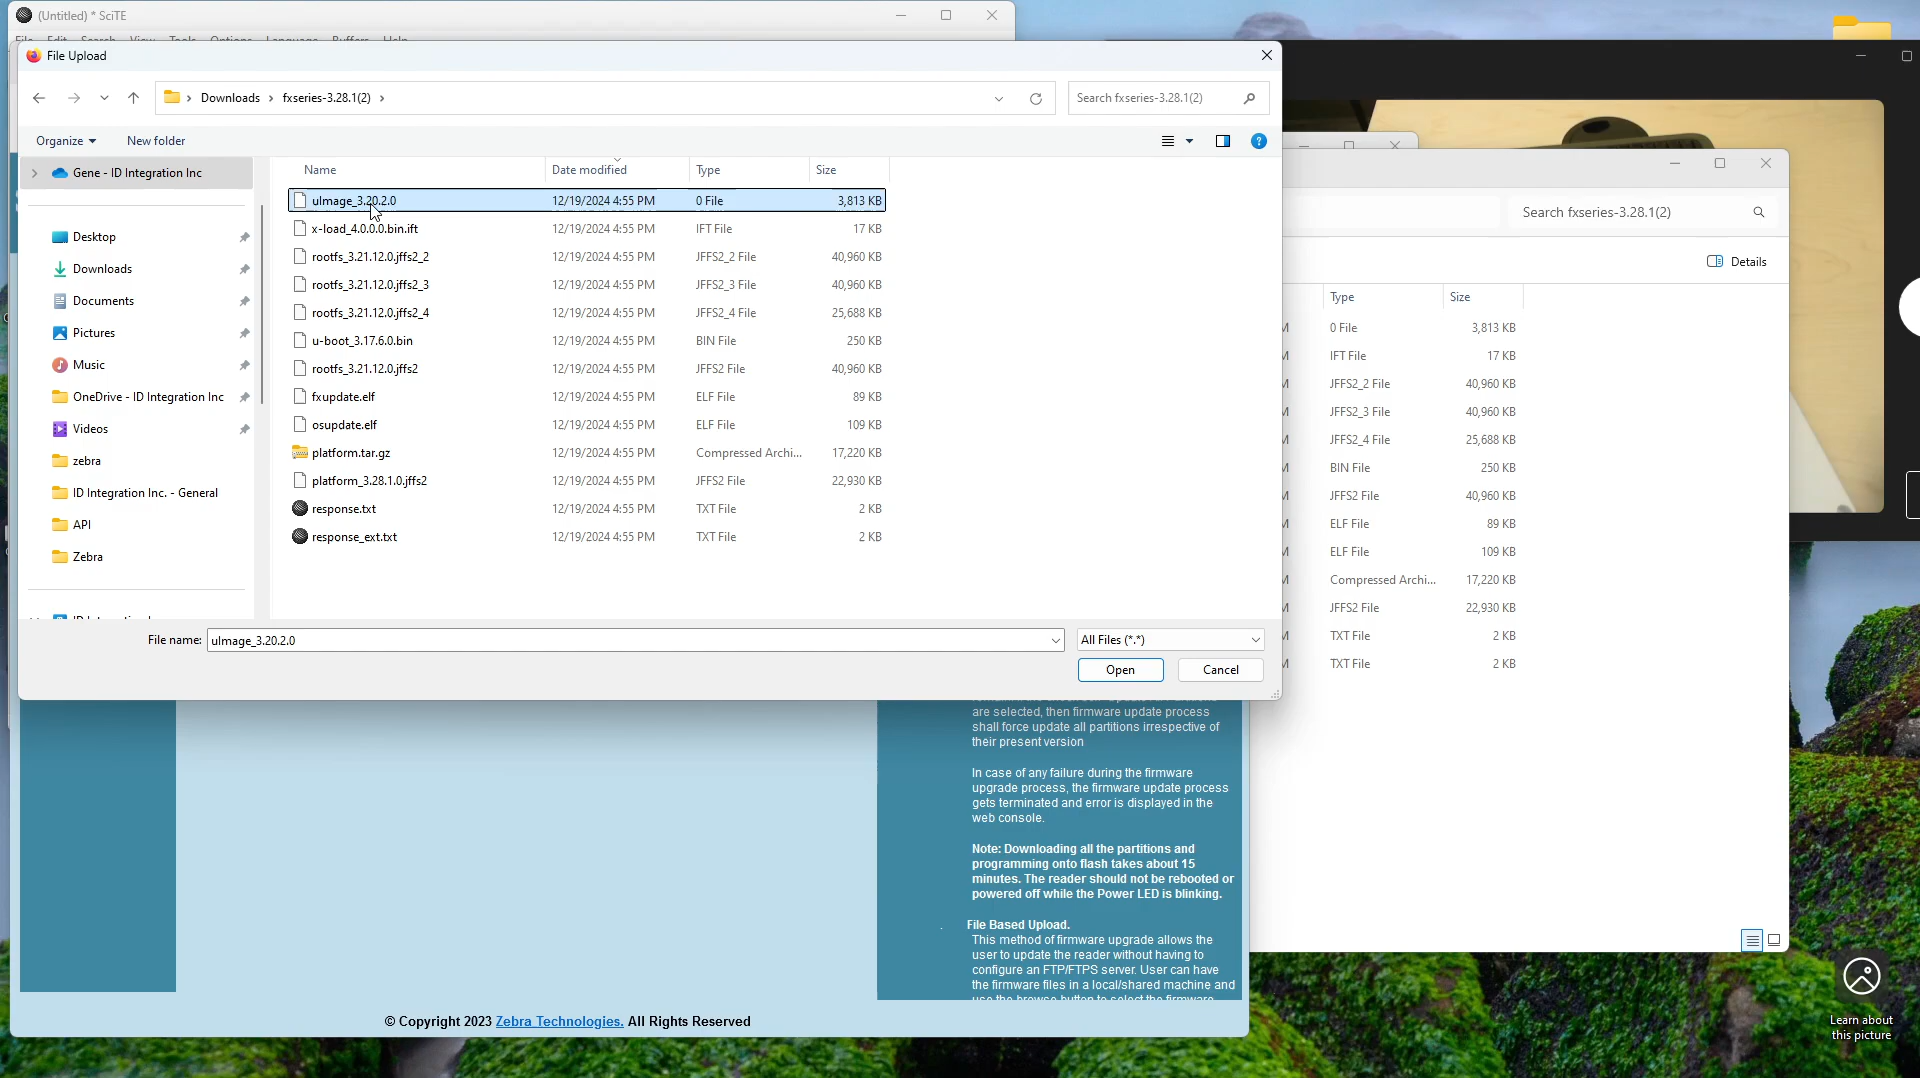 (Untitled) * SciTE
File Edit Search View Tools Options Language Buffers Help
File Upload
Downloads fxseries-3.28.1(2)
Search fxseries-3.28.1(2)
Organize New folder
Gene - ID Integration Inc
Desktop
Downloads
Documents
Pictures
Music
OneDrive - ID Integration Inc
Videos
zebra
ID Integration Inc. - General
API
Zebra
Name Date modified Type Size
uImage_3.20.2.0 12/19/2024 4:55 PM 0 File 3,813 KB
x-load_4.0.0.0.bin.ift 12/19/2024 4:55 PM IFT File 17 KB
rootfs_3.21.12.0.jffs2_2 12/19/2024 4:55 PM JFFS2_2 File 40,960 KB
rootfs_3.21.12.0.jffs2_3 12/19/2024 4:55 PM JFFS2_3 File 40,960 KB
rootfs_3.21.12.0.jffs2_4 12/19/2024 4:55 PM JFFS2_4 File 25,688 KB
u-boot_3.17.6.0.bin 12/19/2024 4:55 PM BIN File 250 KB
rootfs_3.21.12.0.jffs2 12/19/2024 4:55 PM JFFS2 File 40,960 KB
fxupdate.elf 12/19/2024 4:55 PM ELF File 89 KB
osupdate.elf 12/19/2024 4:55 PM ELF File 109 KB
platform.tar.gz 12/19/2024 4:55 PM Compressed Archi... 17,220 KB
platform_3.28.1.0.jffs2 12/19/2024 4:55 PM JFFS2 File 22,930 KB
response.txt 12/19/2024 4:55 PM TXT File 2 KB
response_ext.txt 12/19/2024 4:55 PM TXT File 2 KB
File name: uImage_3.20.2.0 All Files (*.*)
Open Cancel
Search fxseries-3.28.1(2)
Details
Type Size
M 0 File 3,813 KB
M IFT File 17 KB
M JFFS2_2 File 40,960 KB
M JFFS2_3 File 40,960 KB
M JFFS2_4 File 25,688 KB
M BIN File 250 KB
M JFFS2 File 40,960 KB
M ELF File 89 KB
M ELF File 109 KB
M Compressed Archi... 17,220 KB
M JFFS2 File 22,930 KB
M TXT File 2 KB
M TXT File 2 KB
are selected, then firmware update process
shall force update all partitions irrespective of
their present version
In case of any failure during the firmware
upgrade process, the firmware update process
gets terminated and error is displayed in the
web console.
Note: Downloading all the partitions and
programming onto flash takes about 15
minutes. The reader should not be rebooted or
powered off while the Power LED is blinking.
File Based Upload.
This method of firmware upgrade allows the
user to update the reader without having to
configure an FTP/FTPS server. User can have
the firmware files in a local/shared machine and
use the browse button to select the firmware
© Copyright 2023 Zebra Technologies. All Rights Reserved
Learn about
this picture